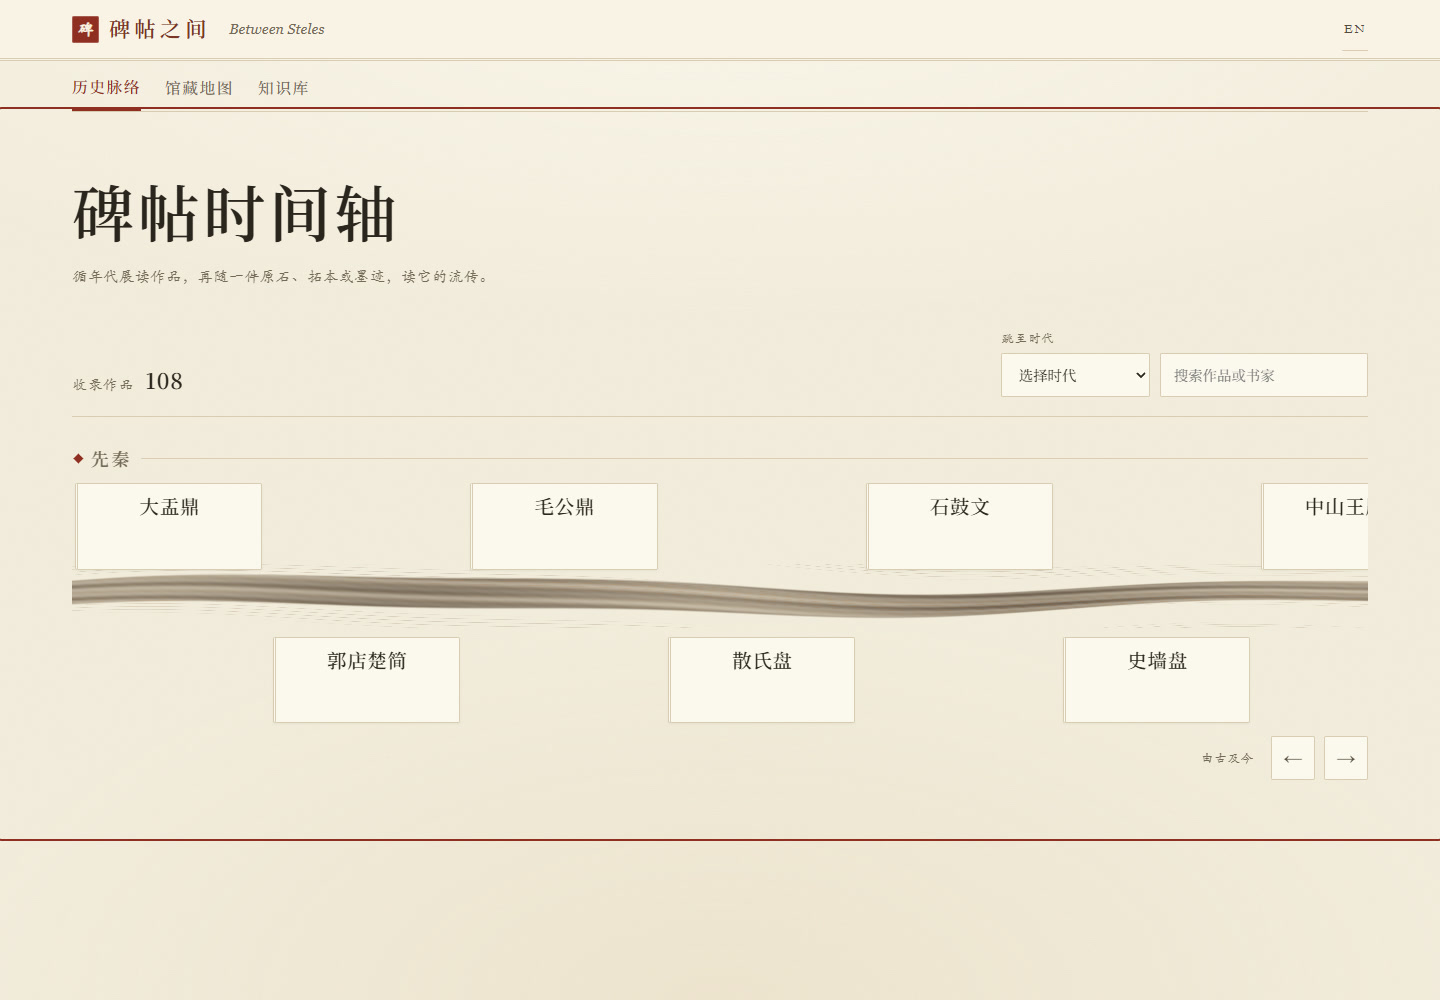 碑 碑帖之间 Between Steles EN
历史脉络 馆藏地图 知识库
碑帖时间轴
循年代展读作品，再随一件原石、拓本或墨迹，读它的流传。
跳至时代
收录作品 108 选择时代 搜索作品或书家
先秦
大盂鼎 毛公鼎 石鼓文 中山王
郭店楚简 散氏盘 史墙盘
由古及今 ← →